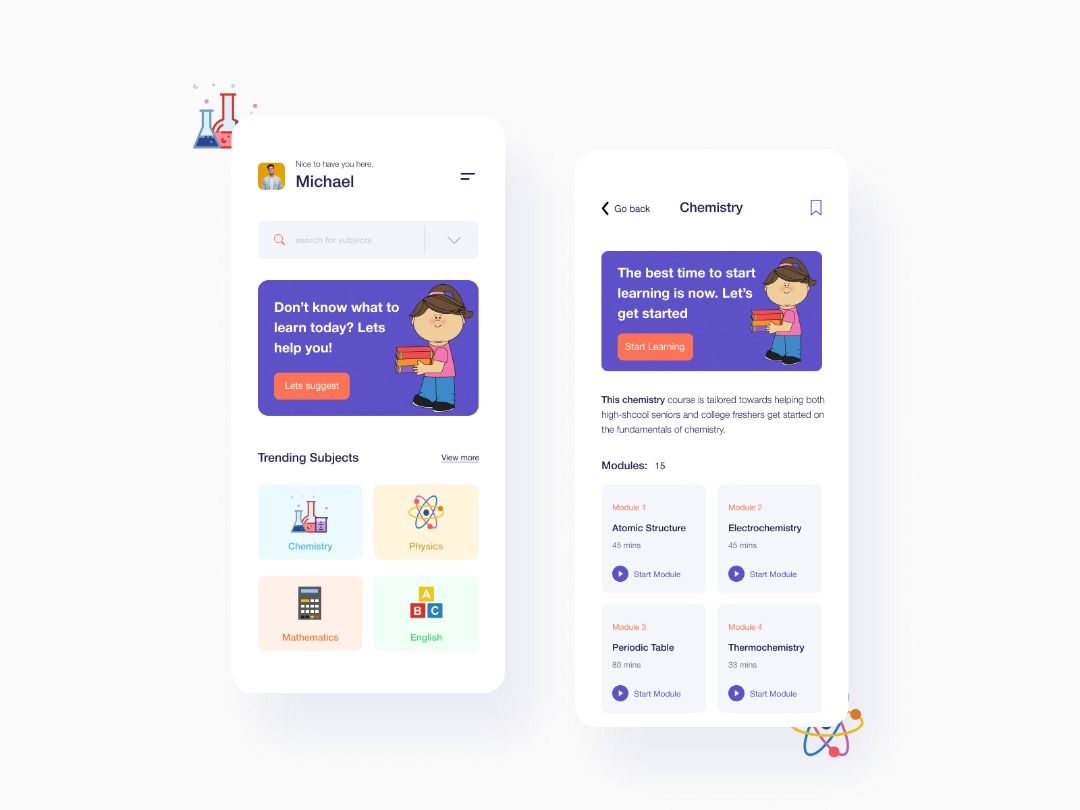 Nice to have you here,
Michael
search for subjects
Don't know what to
learn today? Lets
help you!
Lets suggest
Trending Subjects
View more
Chemistry
Physics
A
B C
Mathematics
English
Go back
Chemistry
The best time to start
learning is now. Let's
get started
Start Learning
This chemistry course is tailored towards helping both
high-shcool seniors and college freshers get started on
the fundamentals of chemistry.
Modules: 15
Module 1
Atomic Structure
45 mins
Start Module
Module 2
Electrochemistry
45 mins
Start Module
Module 3
Periodic Table
80 mins
Start Module
Module 4
Thermochemistry
33 mins
Start Module